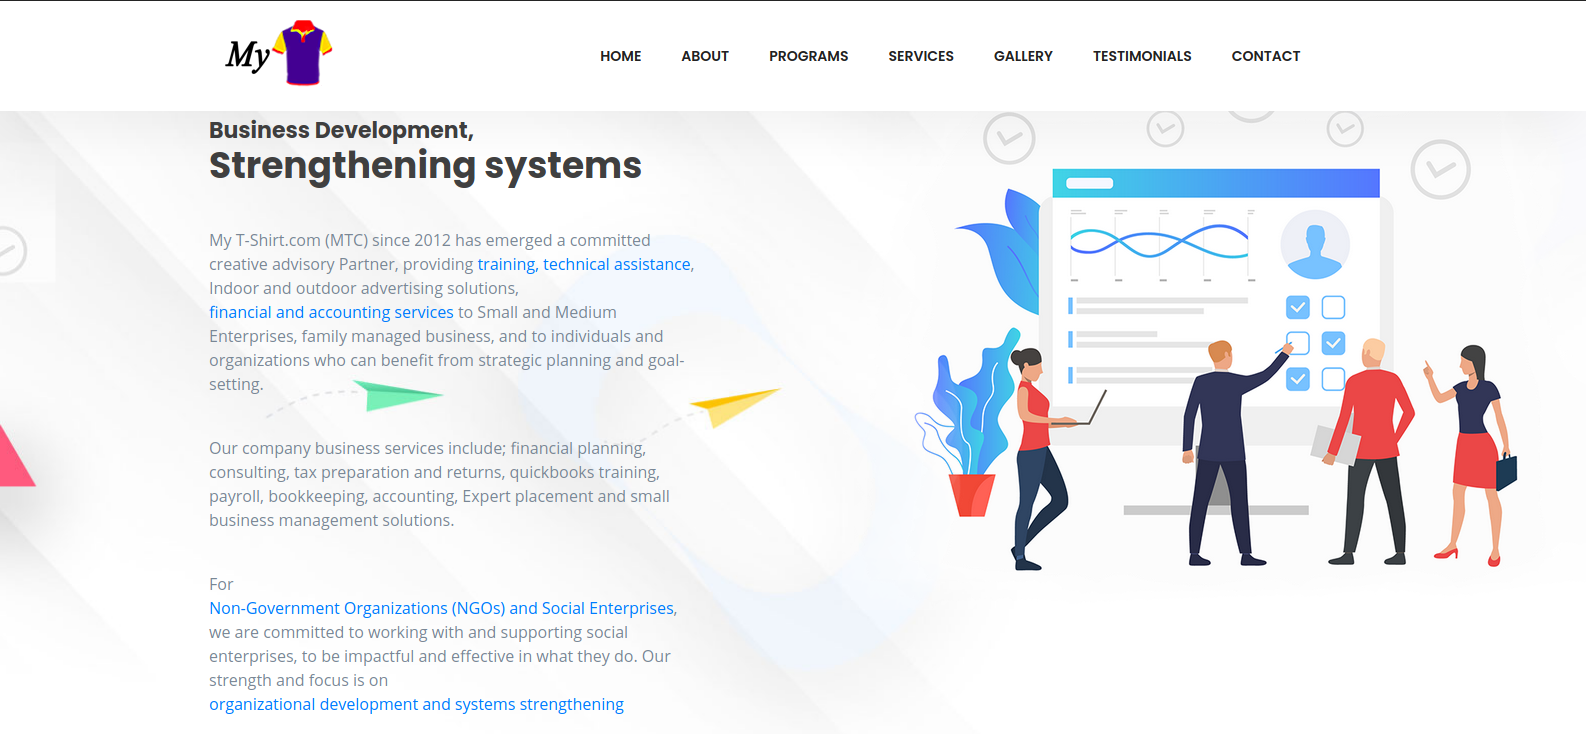 My
HOME
ABOUT
PROGRAMS
SERVICES
GALLERY
TESTIMONIALS
CONTACT
Business Development,
Strengthening systems
My T-Shirt.com (MTC) since 2012 has emerged a committed
creative advisory Partner, providing training, technical assistance,
Indoor and outdoor advertising solutions,
financial and accounting services to Small and Medium
Enterprises, family managed business, and to individuals and
organizations who can benefit from strategic planning and goal-
setting.
Our company business services include; financial planning,
consulting, tax preparation and returns, quickbooks training,
payroll, bookkeeping, accounting, Expert placement and small
business management solutions.
For
Non-Government Organizations (NGOs) and Social Enterprises,
we are committed to working with and supporting social
enterprises, to be impactful and effective in what they do. Our
strength and focus is on
organizational development and systems strengthening